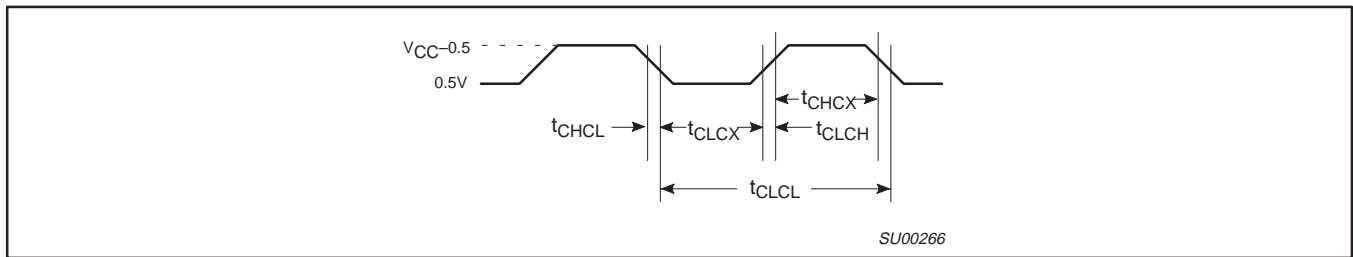 VCC–0.5
0.5V
tCHCX
tCHCL
tCLCX
tCLCH
tCLCL
SU00266